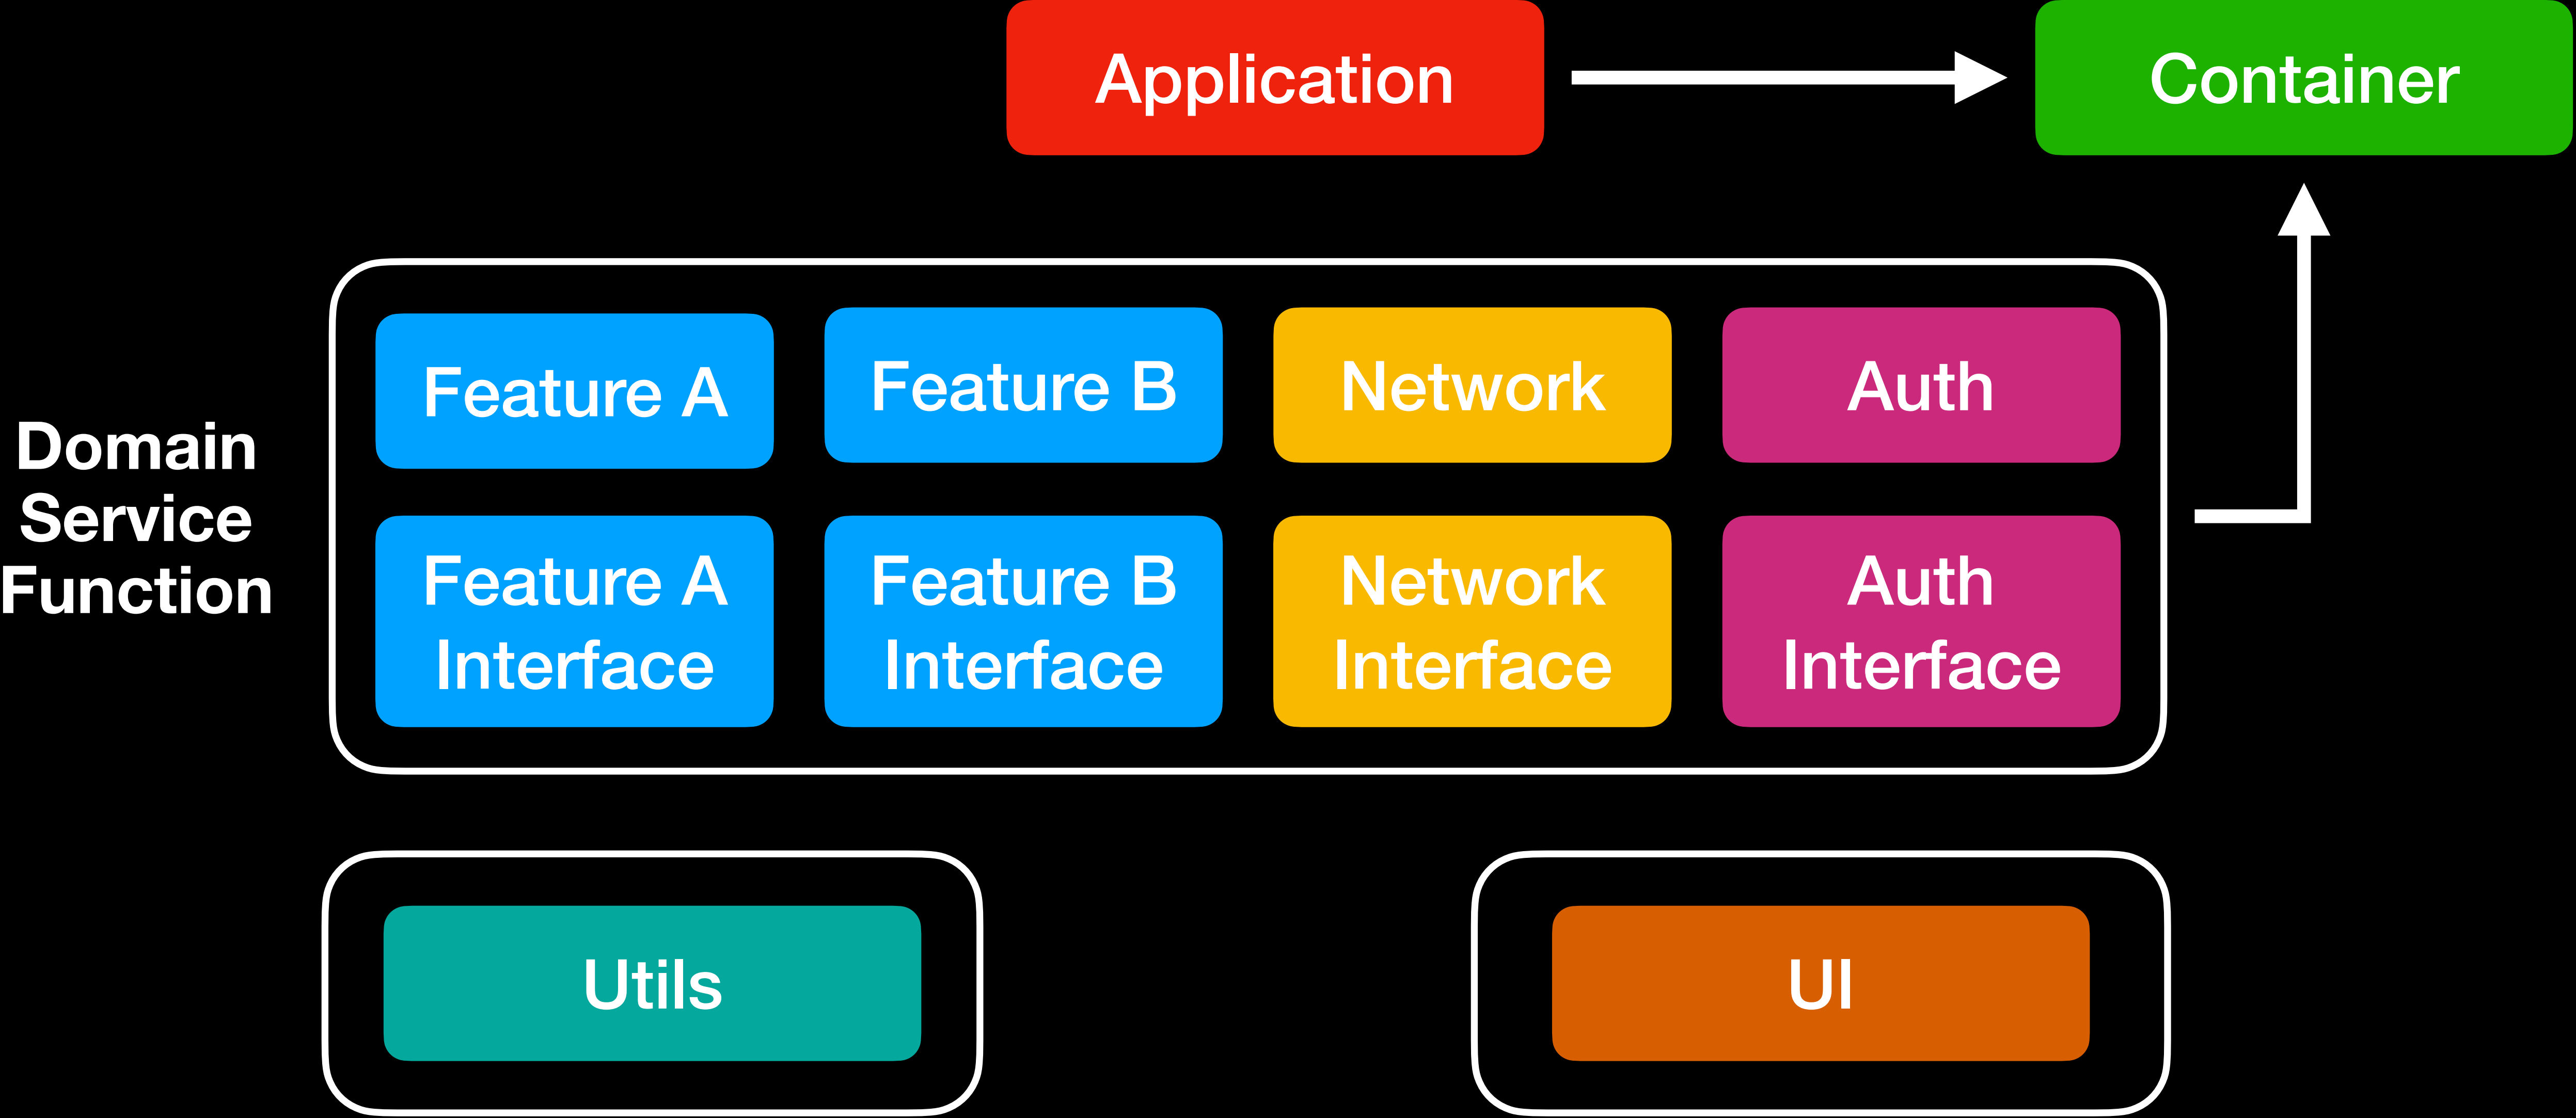 Application
Container
Domain
Service
Function
Feature A
Feature B
Network
Auth
Feature A
Interface
Feature B
Interface
Network
Interface
Auth
Interface
Utils
UI